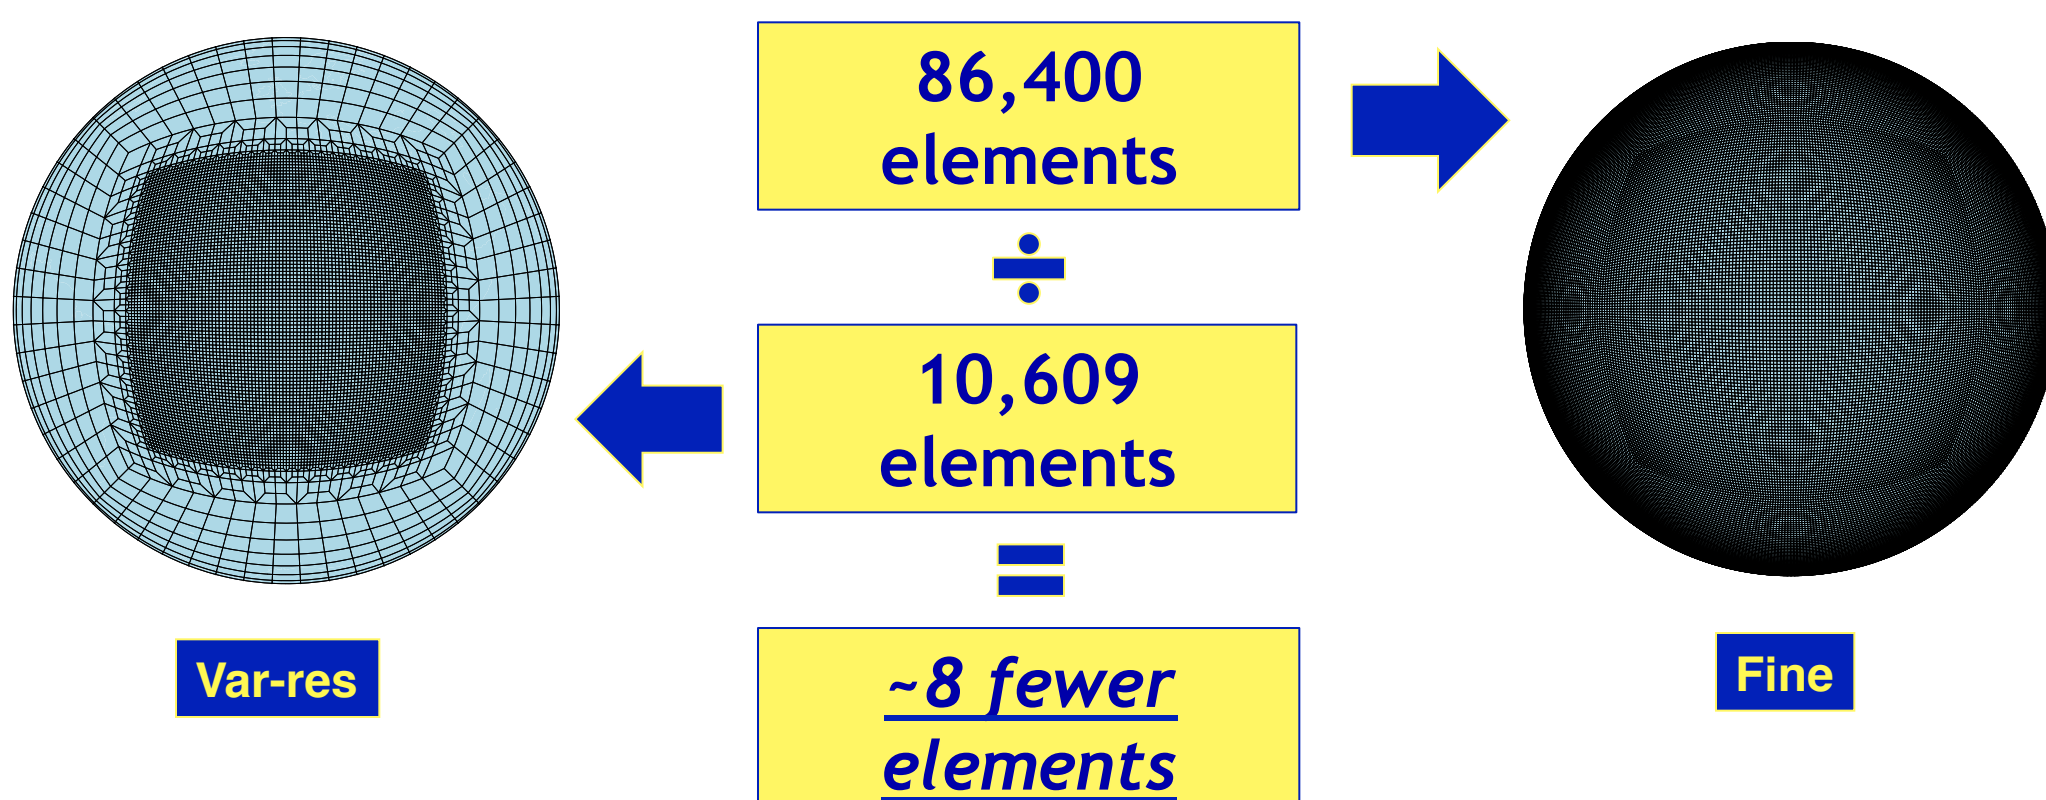 86,400
elements
÷
10,609
elements
=
~8 fewer
elements
Var-res
Fine